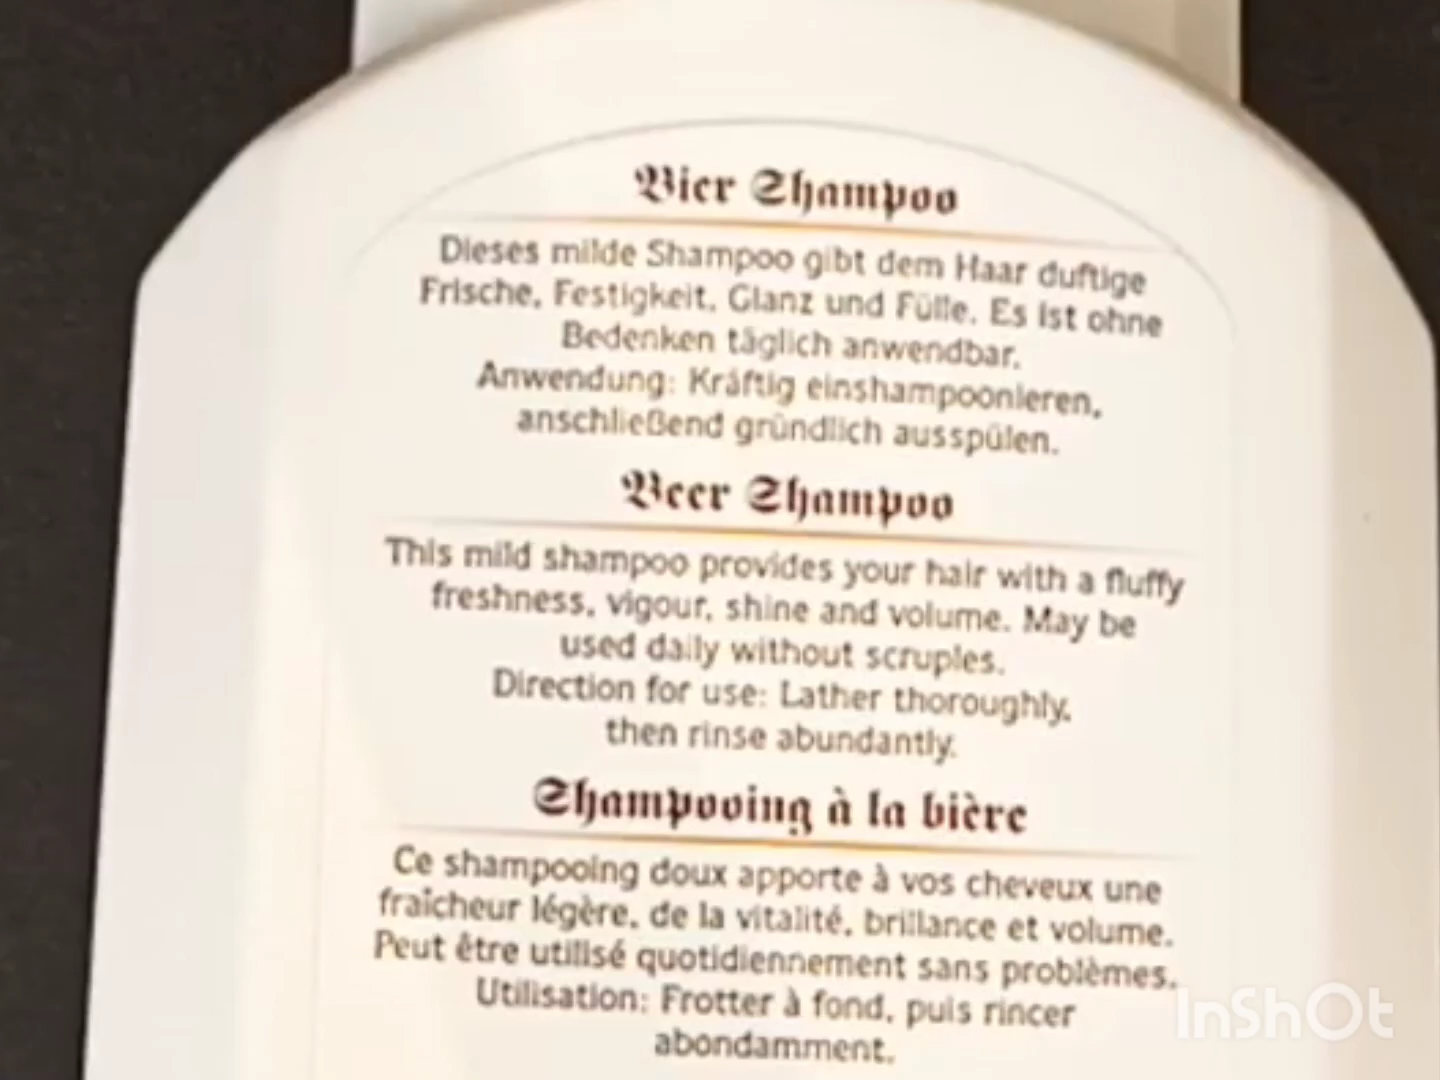 Bier Shampoo
Dieses milde Shampoo gibt dem Haar duftige
Frische, Festigkeit, Glanz und Fülle. Es ist ohne
Bedenken täglich anwendbar.
Anwendung: Kräftig einshampoonieren,
anschließend gründlich ausspülen.
Beer Shampoo
This mild shampoo provides your hair with a fluffy
freshness, vigour, shine and volume. May be
used daily without scruples.
Direction for use: Lather thoroughly,
then rinse abundantly.
Shampooing à la bière
Ce shampooing doux apporte à vos cheveux une
fraîcheur légère, de la vitalité, brillance et volume.
Peut être utilisé quotidiennement sans problèmes.
Utilisation: Frotter à fond, puis rincer
abondamment.
InShOt